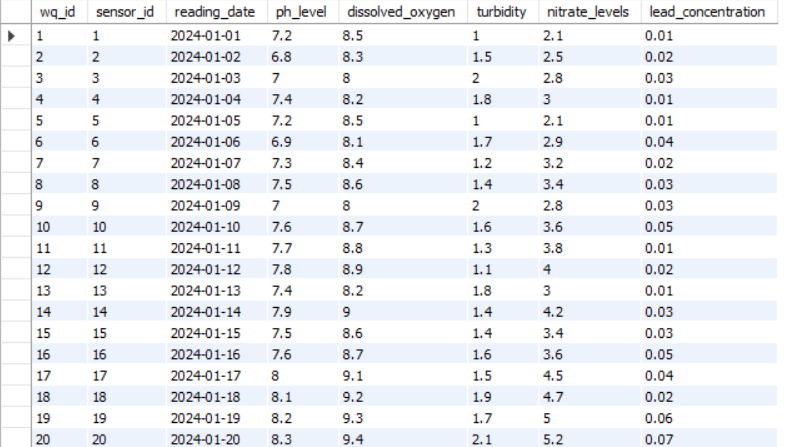 wq_id sensor_id reading_date ph_level dissolved_oxygen turbidity nitrate_levels lead_concentration
1 1 2024-01-01 7.2 8.5 1 2.1 0.01
2 2 2024-01-02 6.8 8.3 1.5 2.5 0.02
3 3 2024-01-03 7 8 2 2.8 0.03
4 4 2024-01-04 7.4 8.2 1.8 3 0.01
5 5 2024-01-05 7.2 8.5 1 2.1 0.01
6 6 2024-01-06 6.9 8.1 1.7 2.9 0.04
7 7 2024-01-07 7.3 8.4 1.2 3.2 0.02
8 8 2024-01-08 7.5 8.6 1.4 3.4 0.03
9 9 2024-01-09 7 8 2 2.8 0.03
10 10 2024-01-10 7.6 8.7 1.6 3.6 0.05
11 11 2024-01-11 7.7 8.8 1.3 3.8 0.01
12 12 2024-01-12 7.8 8.9 1.1 4 0.02
13 13 2024-01-13 7.4 8.2 1.8 3 0.01
14 14 2024-01-14 7.9 9 1.4 4.2 0.03
15 15 2024-01-15 7.5 8.6 1.4 3.4 0.03
16 16 2024-01-16 7.6 8.7 1.6 3.6 0.05
17 17 2024-01-17 8 9.1 1.5 4.5 0.04
18 18 2024-01-18 8.1 9.2 1.9 4.7 0.02
19 19 2024-01-19 8.2 9.3 1.7 5 0.06
20 20 2024-01-20 8.3 9.4 2.1 5.2 0.07